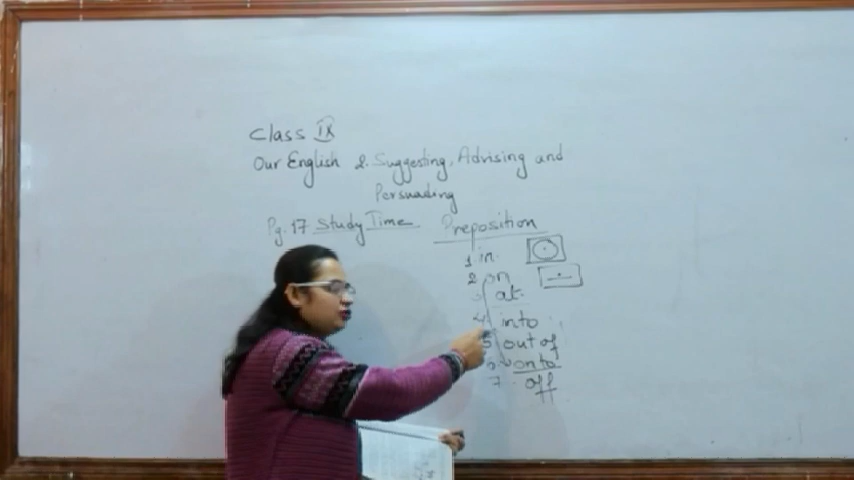 Class IX
Our English 2. Suggesting, Advising and
Persuading
Pg. 17 Study Time Preposition
1 in.
2 on
3 at.
4 into
5 out of
6 onto
7. off